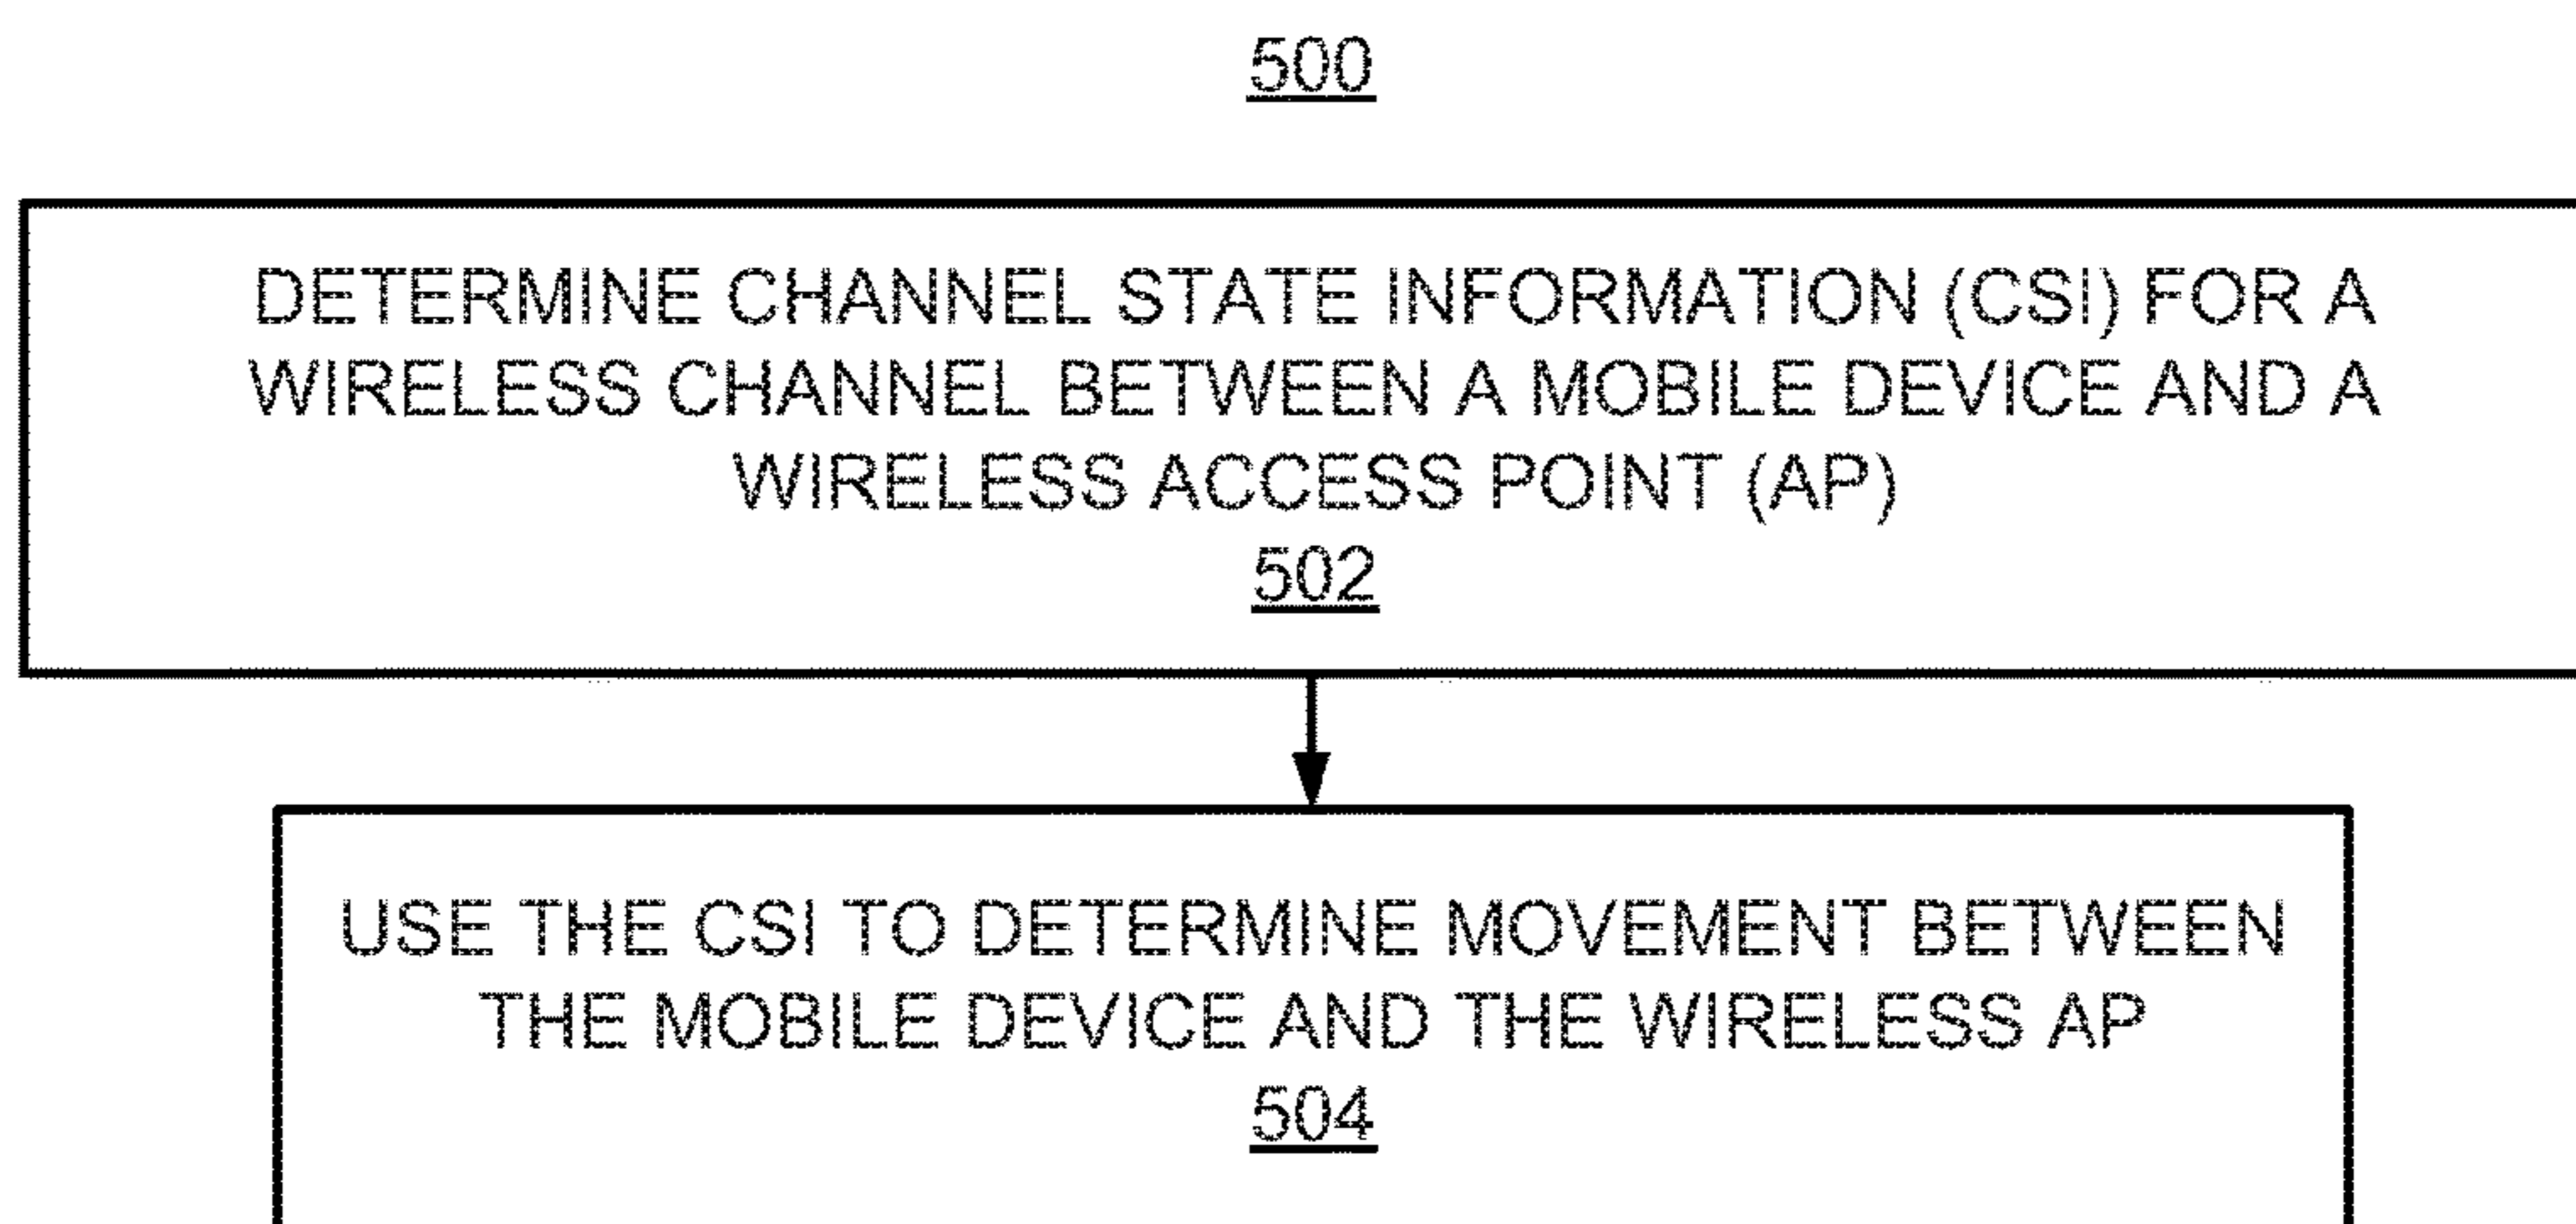 500
DETERMINE CHANNEL STATE INFORMATION (CSI) FOR A
WIRELESS CHANNEL BETWEEN A MOBILE DEVICE AND A
WIRELESS ACCESS POINT (AP)
502
USE THE CSI TO DETERMINE MOVEMENT BETWEEN
THE MOBILE DEVICE AND THE WIRELESS AP
504